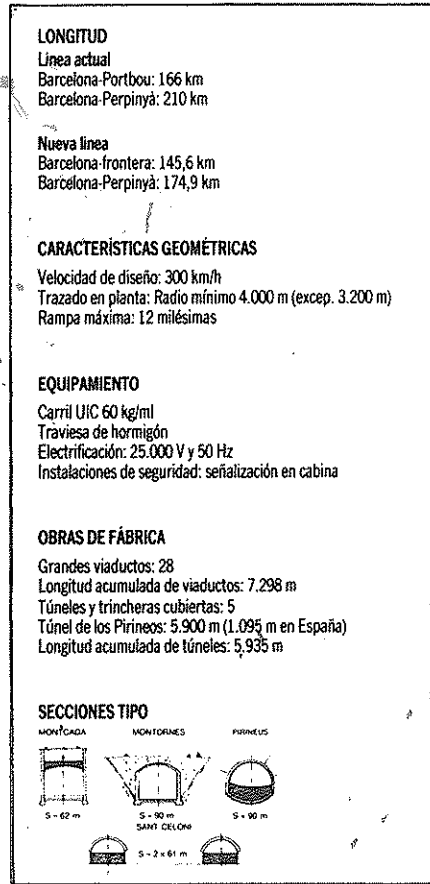 LONGITUD
Línea actual
Barcelona-Portbou: 166 km
Barcelona-Perpinyà: 210 km
Nueva línea
Barcelona-frontera: 145,6 km
Barcelona-Perpinyà: 174,9 km
CARACTERÍSTICAS GEOMÉTRICAS
Velocidad de diseño: 300 km/h
Trazado en planta: Radio mínimo 4.000 m (excep. 3.200 m)
Rampa máxima: 12 milésimas
EQUIPAMIENTO
Carril UIC 60 kg/ml
Traviesa de hormigón
Electrificación: 25.000 V y 50 Hz
Instalaciones de seguridad: señalización en cabina
OBRAS DE FÁBRICA
Grandes viaductos: 28
Longitud acumulada de viaductos: 7.298 m
Túneles y trincheras cubiertas: 5
Túnel de los Pirineos: 5.900 m (1.095 m en España)
Longitud acumulada de túneles: 5,935 m
SECCIONES TIPO
MONTCADA MONTORNES PIRINEUS
S = 62 m S = 90 m S = 90 m
SANT CELONI
S = 2 x 61 m